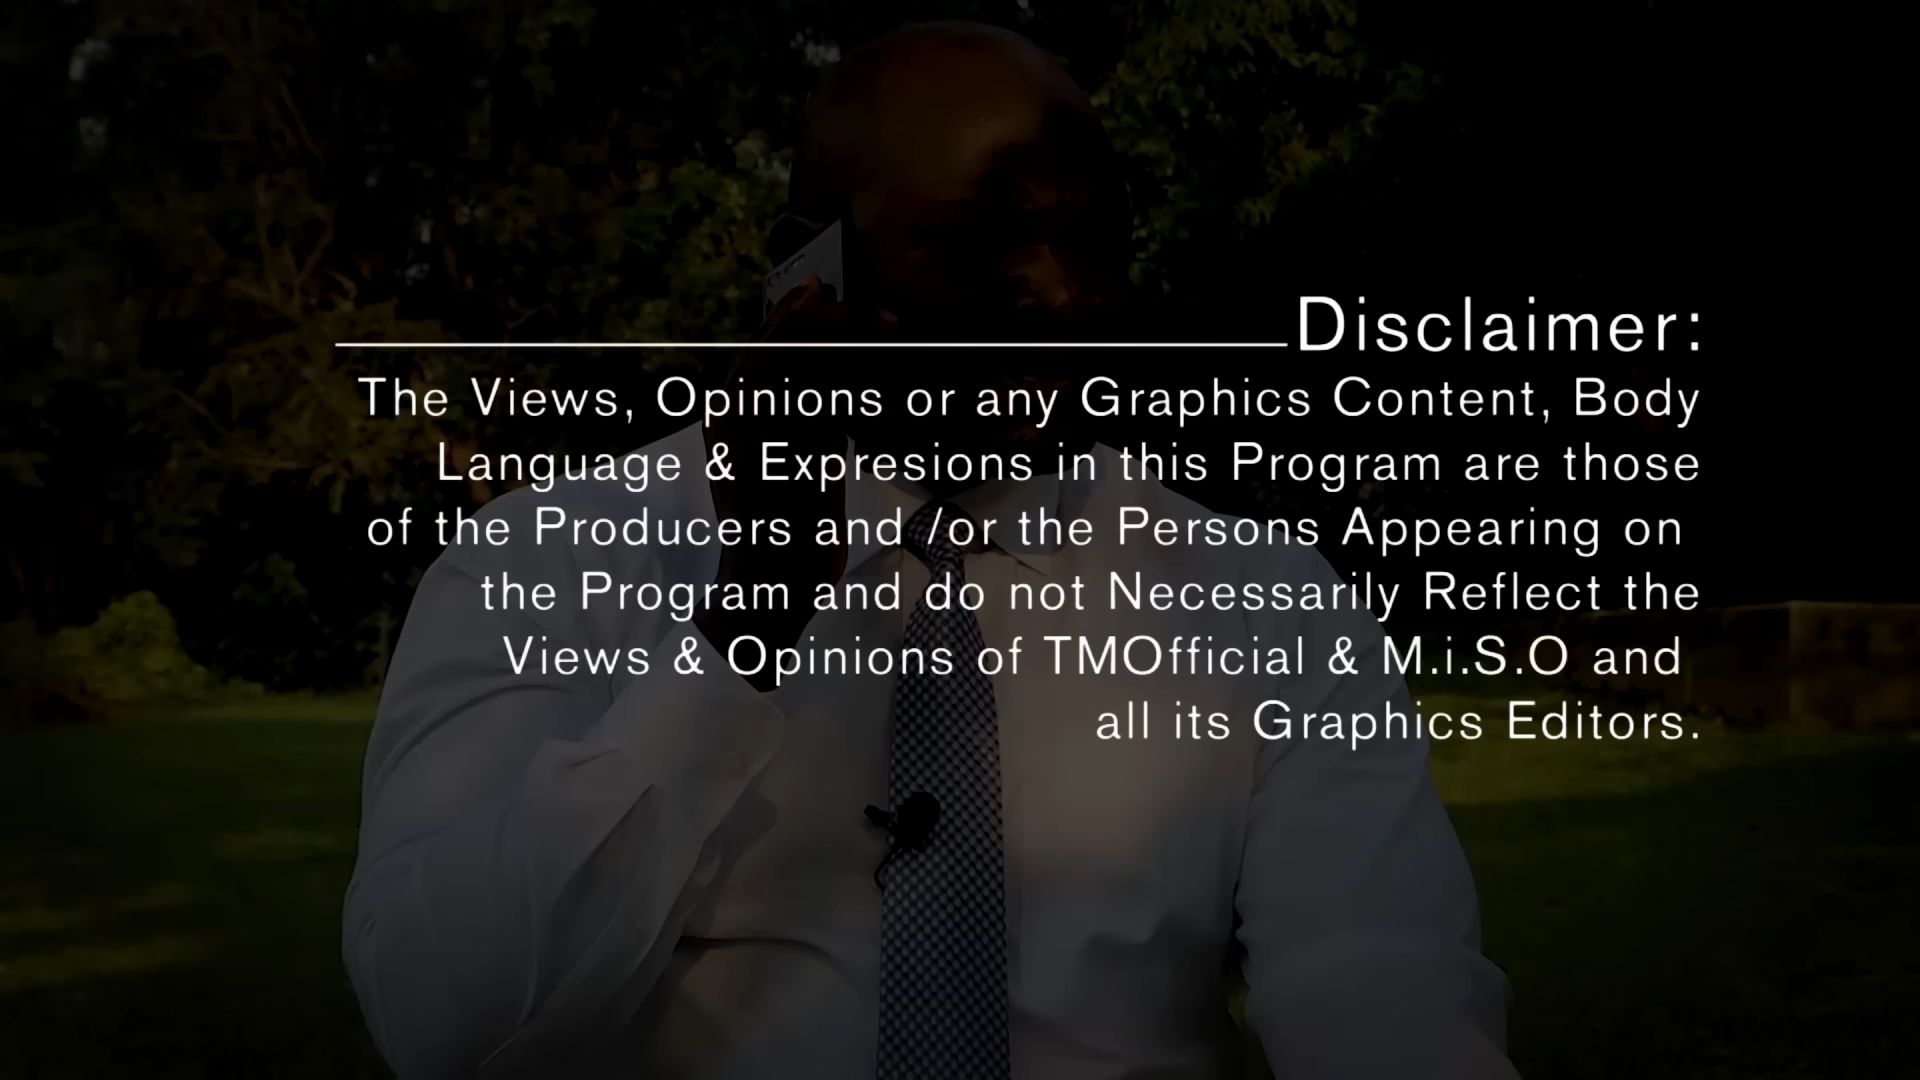 Disclaimer:
The Views, Opinions or any Graphics Content, Body
Language & Expresions in this Program are those
of the Producers and /or the Persons Appearing on
the Program and do not Necessarily Reflect the
Views & Opinions of TMOfficial & M.i.S.O and
all its Graphics Editors.